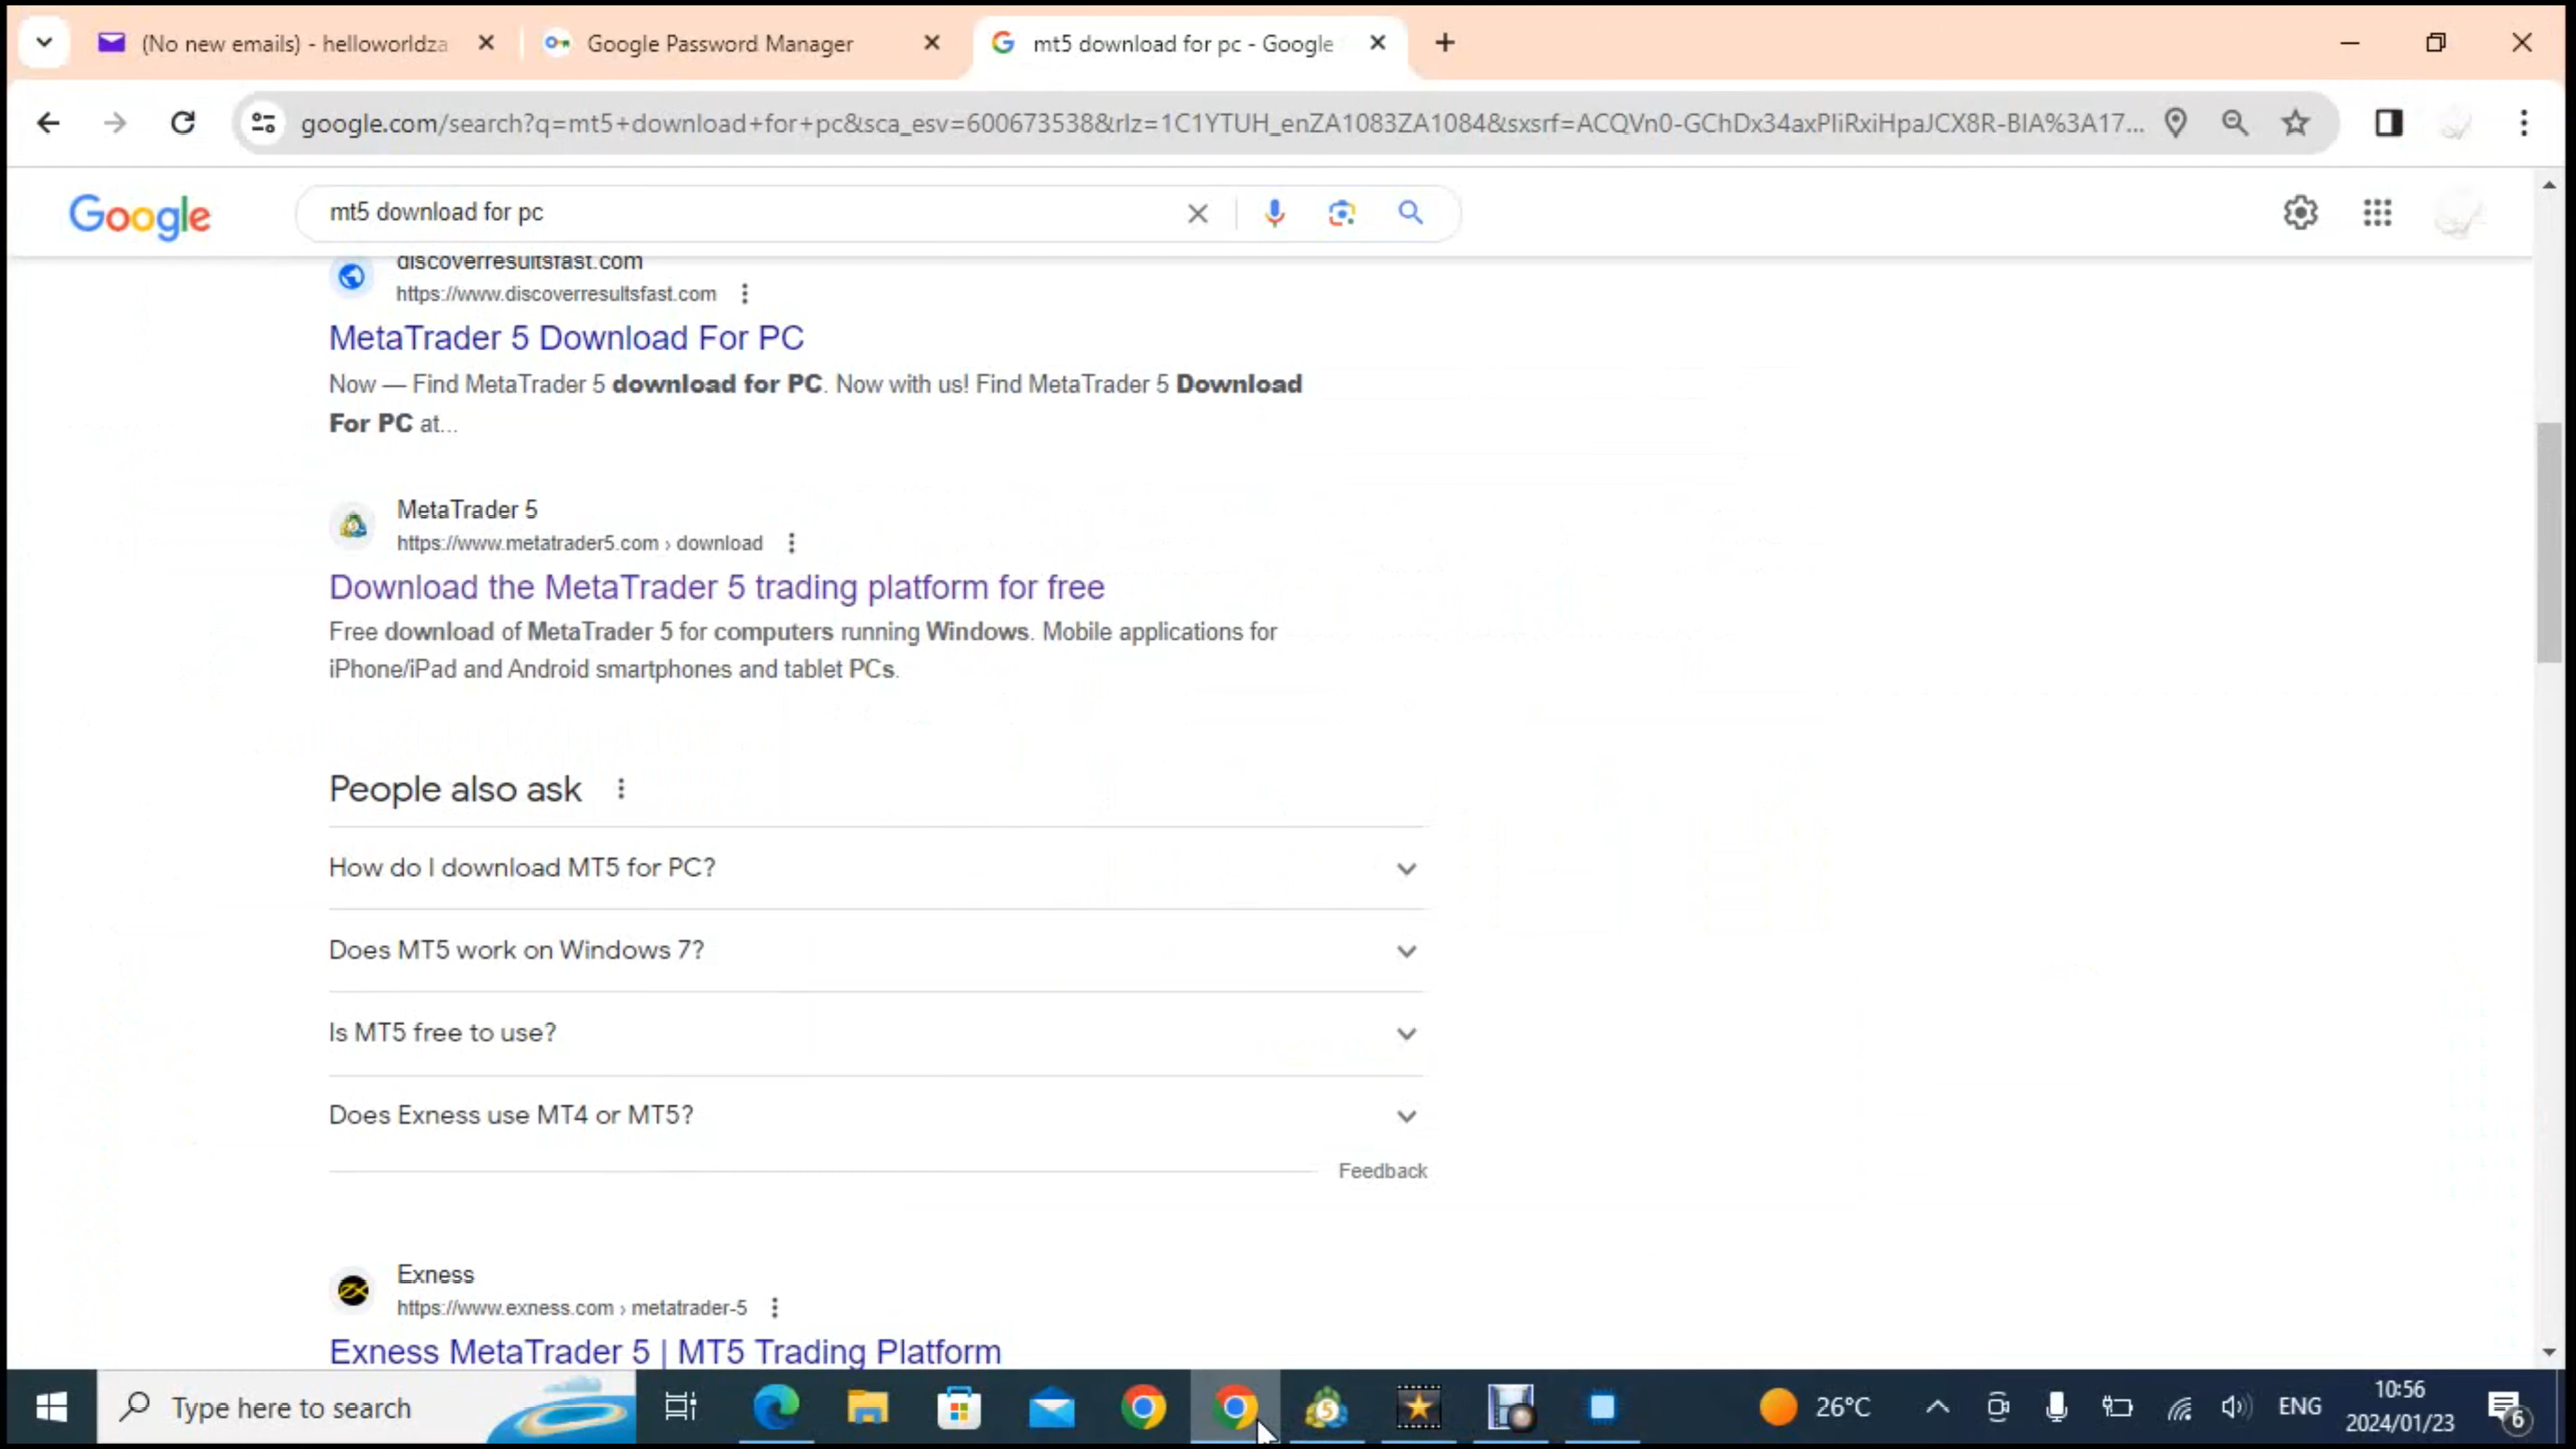 (No new emails) - helloworldza
Google Password Manager
mt5 download for pc - Google
google.com/search?q=mt5+download+for+pc&sca_esv=600673538&rlz=1C1YTUH_enZA1083ZA1084&sxsrf=ACQVn0-GChDx34axPIiRxiHpaJCX8R-BIA%3A17...
Google
mt5 download for pc
discoverresultsfast.com
https://www.discoverresultsfast.com
MetaTrader 5 Download For PC
Now — Find MetaTrader 5 download for PC. Now with us! Find MetaTrader 5 Download
For PC at...
MetaTrader 5
https://www.metatrader5.com › download
Download the MetaTrader 5 trading platform for free
Free download of MetaTrader 5 for computers running Windows. Mobile applications for
iPhone/iPad and Android smartphones and tablet PCs.
People also ask
How do I download MT5 for PC?
Does MT5 work on Windows 7?
Is MT5 free to use?
Does Exness use MT4 or MT5?
Feedback
Exness
https://www.exness.com › metatrader-5
Exness MetaTrader 5 | MT5 Trading Platform
Type here to search
5
26°C
ENG
10:56
2024/01/23
6